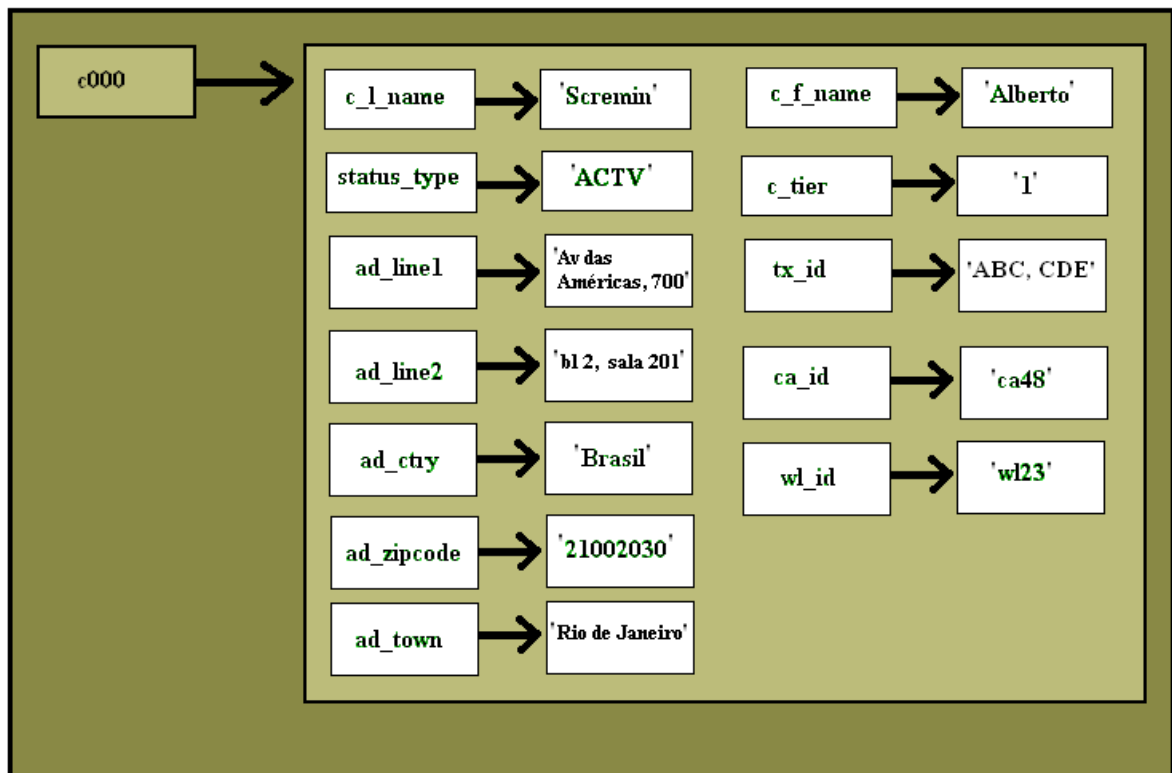 c000
c_l_name
'Scremin'
c_f_name
'Alberto'
status_type
'ACTV'
c_tier
'1'
ad_line1
'Av das
Américas, 700'
tx_id
'ABC, CDE'
ad_line2
'bl 2, sala 201'
ca_id
'ca48'
ad_ctry
'Brasil'
wl_id
'wl23'
ad_zipcode
'21002030'
ad_town
'Rio de Janeiro'